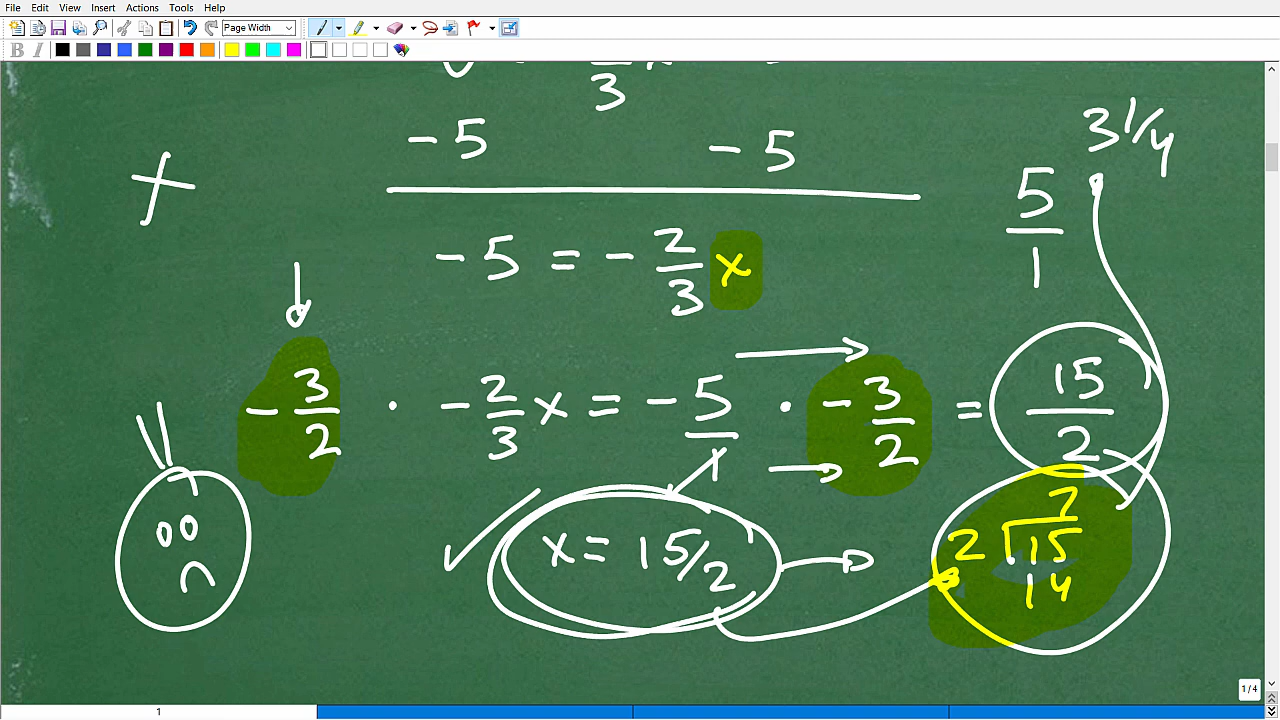 File Edit View Insert Actions Tools Help
Page Width
B I
3
- 5 - 5
3 1/4
5/1
- 5 = - 2/3 x
- 3/2 · - 2/3 x = - 5/1 · - 3/2 = 15/2
x = 15/2
7
2 15
14
1/4
1